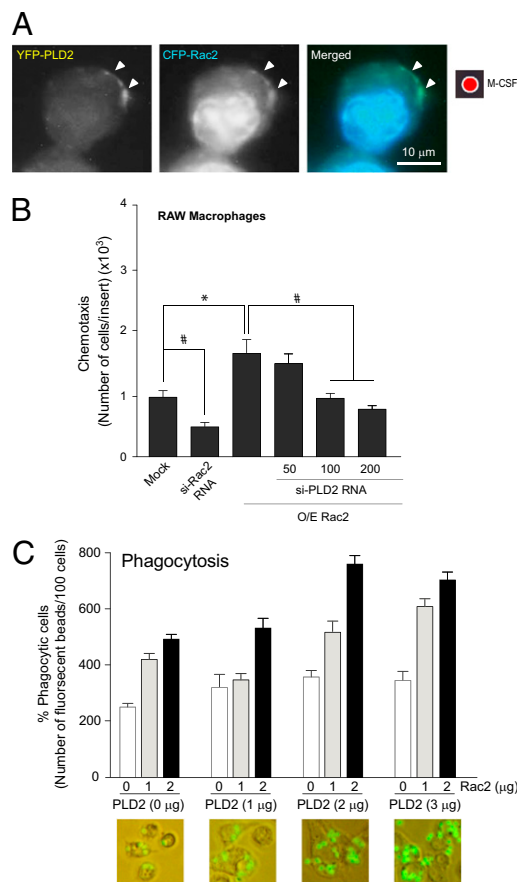 A
YFP-PLD2
CFP-Rac2
Merged
M-CSF
10 μm
B
RAW Macrophages
Chemotaxis
(Number of cells/insert) (x10³)
4
3
2
1
0
*
#
#
Mock
si-Rac2
RNA
50 100 200
si-PLD2 RNA
O/E Rac2
C
Phagocytosis
% Phagocytic cells
(Number of fluorsecent beads/100 cells)
800
600
400
200
0
0 1 2 0 1 2 0 1 2 0 1 2 Rac2 (μg)
PLD2 (0 μg) PLD2 (1 μg) PLD2 (2 μg) PLD2 (3 μg)